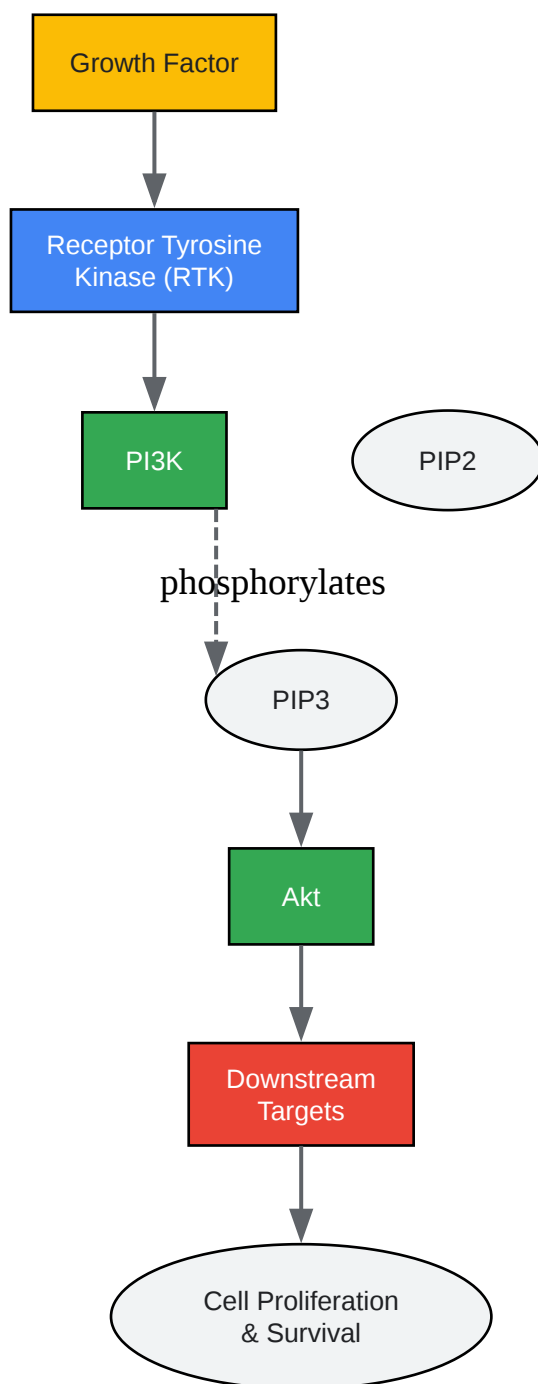 Growth Factor
Receptor Tyrosine
Kinase (RTK)
PI3K
PIP2
phosphorylates
PIP3
Akt
Downstream
Targets
Cell Proliferation
& Survival